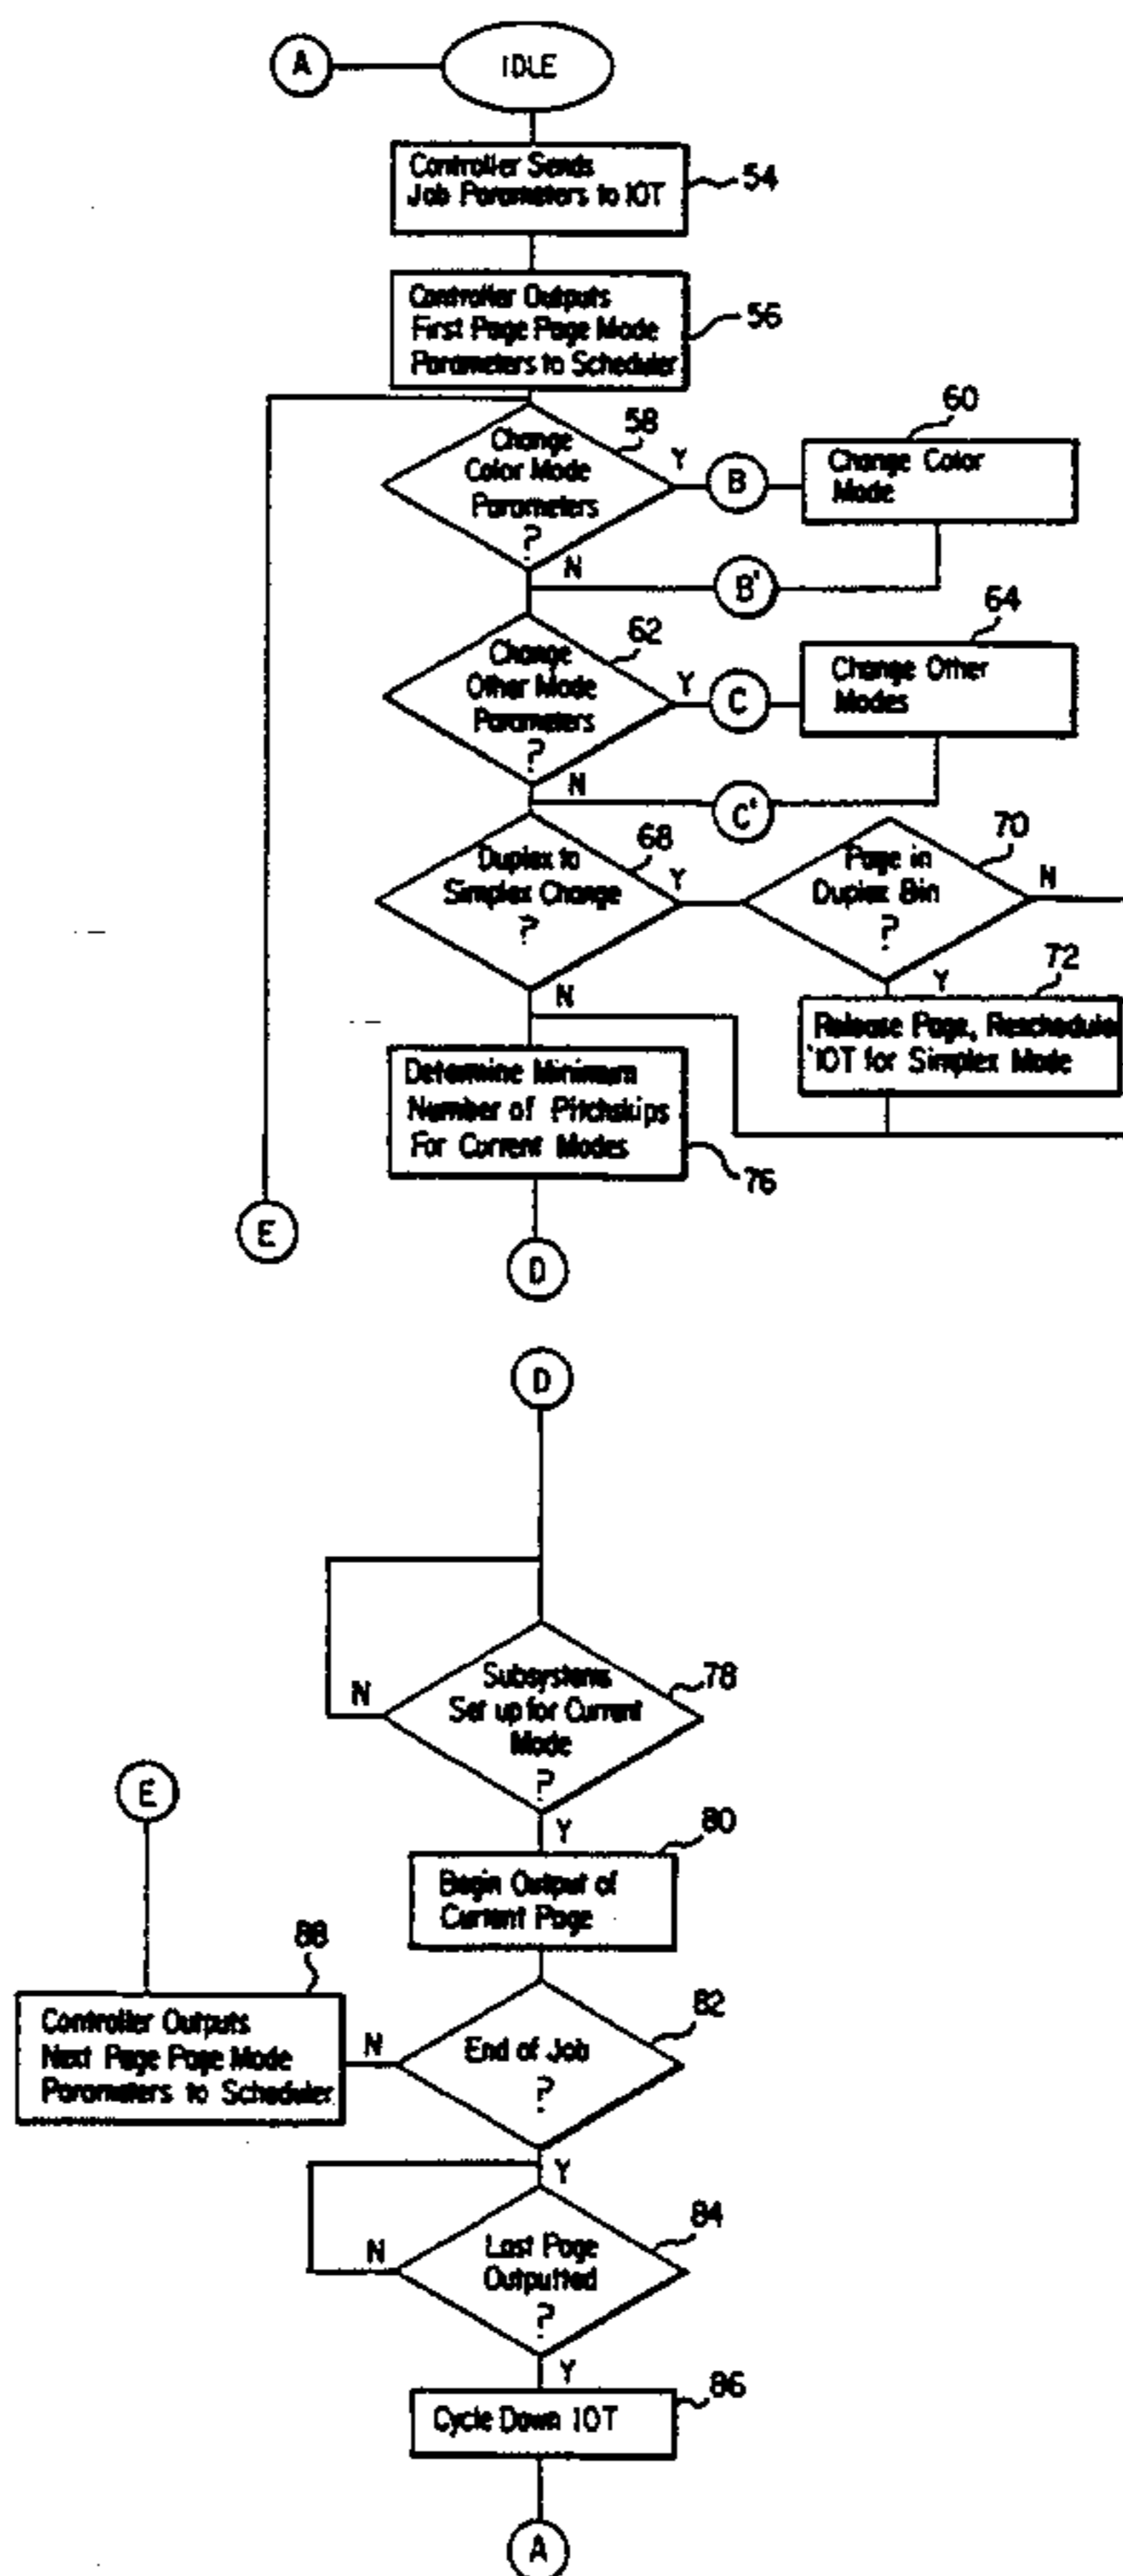 A
IDLE
Controller Sends
Job Parameters to IOT
54
Controller Outputs
First Page Page Mode
Parameters to Scheduler
56
Change
Color Mode
Parameters
?
58
Y
B
Change Color
Mode
60
N
B'
Change
Other Mode
Parameters
?
62
Y
C
Change Other
Modes
64
N
C'
Duplex to
Simplex Change
?
68
Y
Page in
Duplex Bin
?
70
N
Y
72
Release Page, Reschedule
IOT for Simplex Mode
N
Determine Minimum
Number of Pitchskips
For Current Modes
76
E
D
D
Subsystems
Set up for Current
Mode
?
78
N
Y
E
Begin Output of
Current Page
80
88
Controller Outputs
Next Page Page Mode
Parameters to Scheduler
N
End of Job
?
82
Y
Last Page
Outputted
?
84
N
Y
Cycle Down IOT
86
A